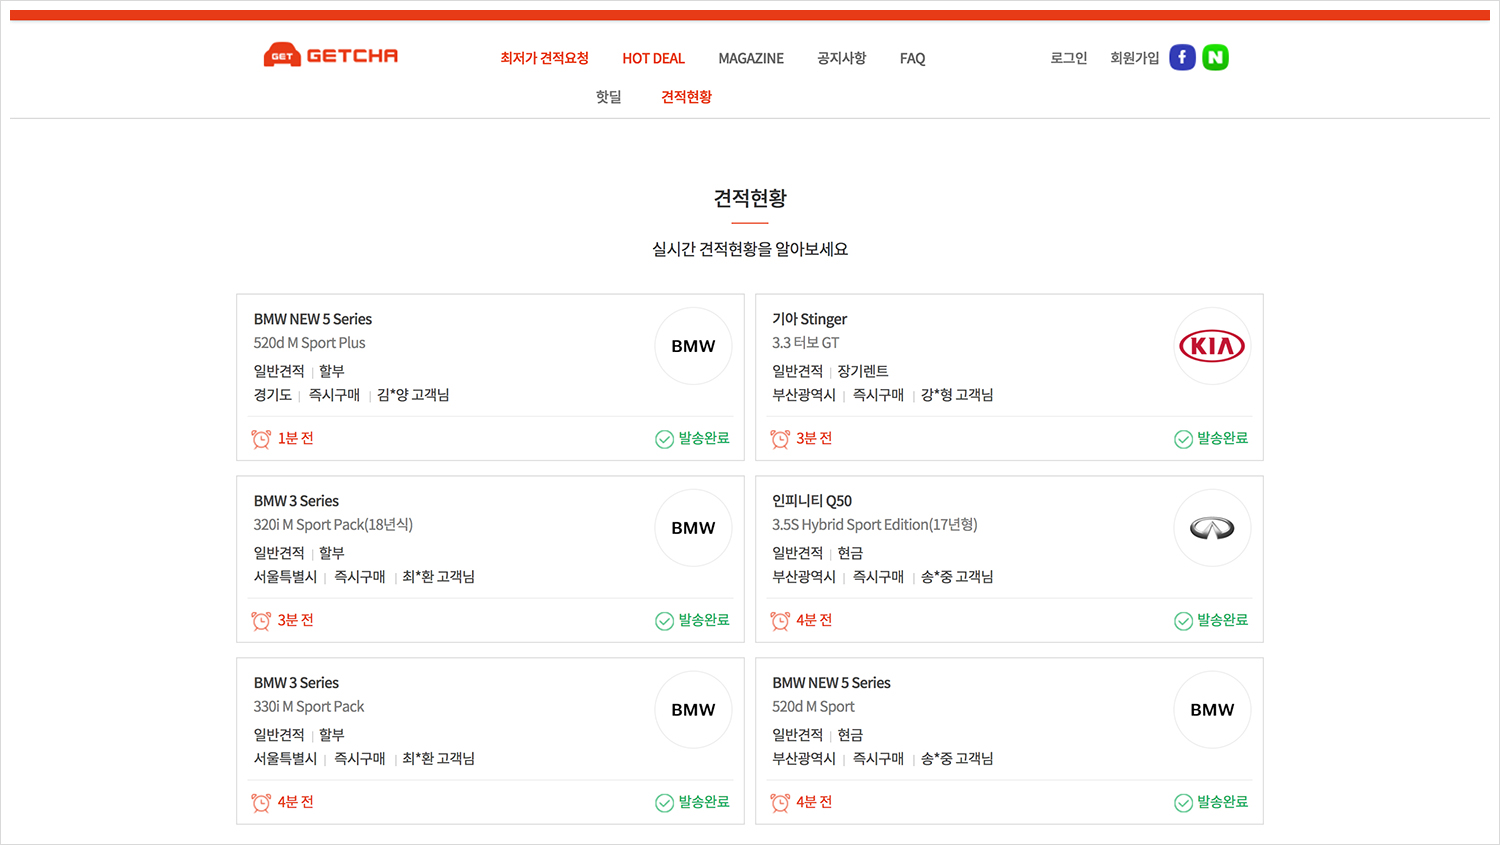 GET GETCHA 최저가 견적요청 HOT DEAL MAGAZINE 공지사항 FAQ 로그인 회원가입 f N
핫딜 견적현황
견적현황
실시간 견적현황을 알아보세요
BMW NEW 5 Series
520d M Sport Plus
BMW
일반견적 | 할부
경기도 | 즉시구매 | 김*양 고객님
1분 전 발송완료
기아 Stinger
3.3 터보 GT
KIA
일반견적 | 장기렌트
부산광역시 | 즉시구매 | 강*형 고객님
3분 전 발송완료
BMW 3 Series
320i M Sport Pack(18년식)
BMW
일반견적 | 할부
서울특별시 | 즉시구매 | 최*환 고객님
3분 전 발송완료
인피니티 Q50
3.5S Hybrid Sport Edition(17년형)
일반견적 | 현금
부산광역시 | 즉시구매 | 송*중 고객님
4분 전 발송완료
BMW 3 Series
330i M Sport Pack
BMW
일반견적 | 할부
서울특별시 | 즉시구매 | 최*환 고객님
4분 전 발송완료
BMW NEW 5 Series
520d M Sport
BMW
일반견적 | 현금
부산광역시 | 즉시구매 | 송*중 고객님
4분 전 발송완료